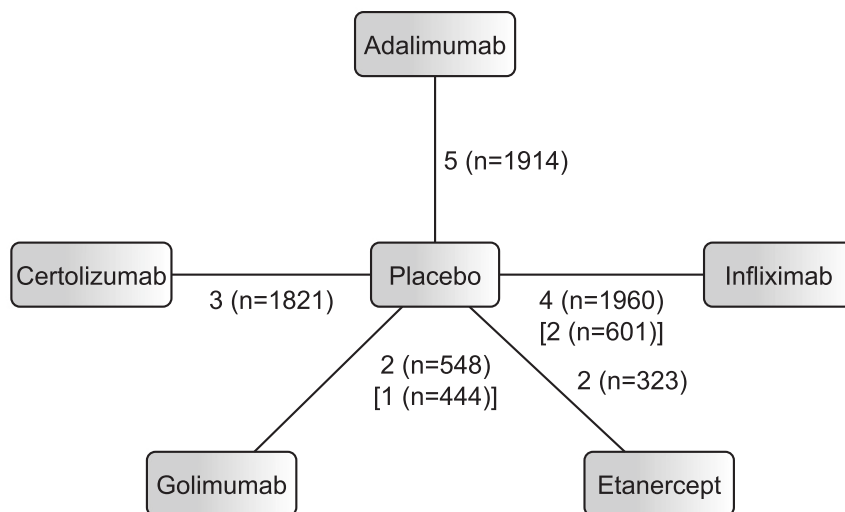 Adalimumab
5 (n=1914)
Certolizumab
Placebo
Infliximab
3 (n=1821)
4 (n=1960)
[2 (n=601)]
2 (n=548)
[1 (n=444)]
2 (n=323)
Golimumab
Etanercept